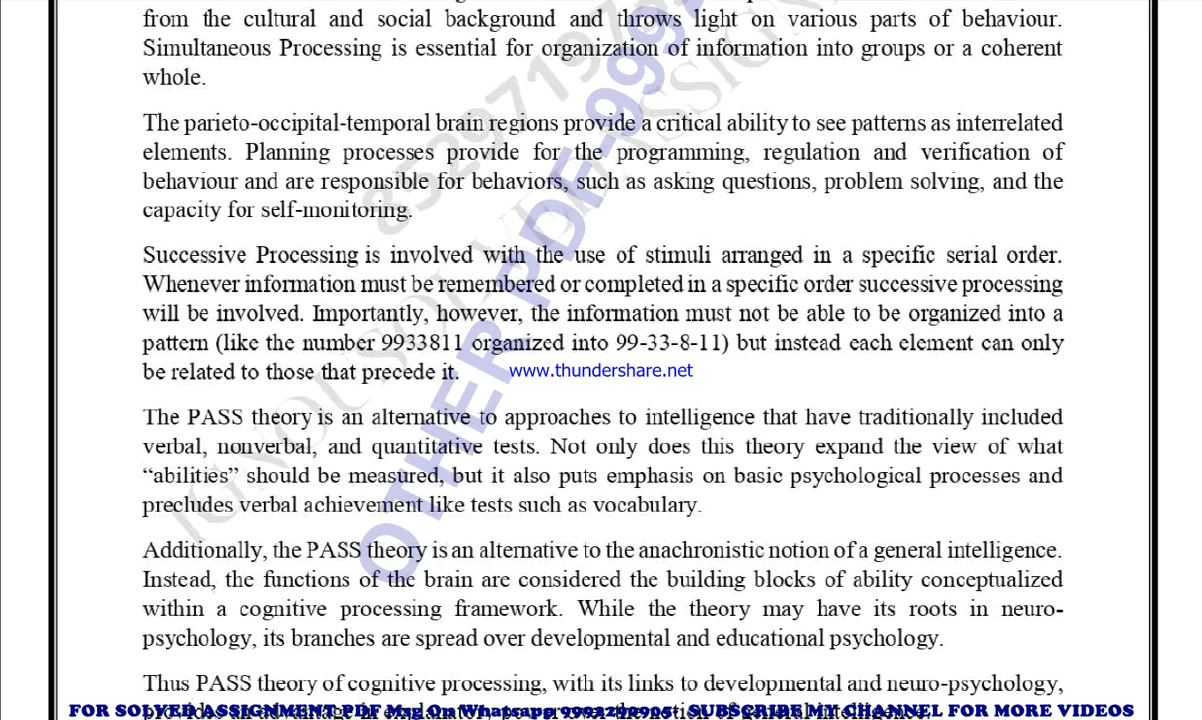 from the cultural and social background and throws light on various parts of behaviour.
Simultaneous Processing is essential for organization of information into groups or a coherent
whole.
The parieto-occipital-temporal brain regions provide a critical ability to see patterns as interrelated
elements. Planning processes provide for the programming, regulation and verification of
behaviour and are responsible for behaviors, such as asking questions, problem solving, and the
capacity for self-monitoring.
Successive Processing is involved with the use of stimuli arranged in a specific serial order.
Whenever information must be remembered or completed in a specific order successive processing
will be involved. Importantly, however, the information must not be able to be organized into a
pattern (like the number 9933811 organized into 99-33-8-11) but instead each element can only
be related to those that precede it.
www.thundershare.net
The PASS theory is an alternative to approaches to intelligence that have traditionally included
verbal, nonverbal, and quantitative tests. Not only does this theory expand the view of what
“abilities” should be measured, but it also puts emphasis on basic psychological processes and
precludes verbal achievement like tests such as vocabulary.
Additionally, the PASS theory is an alternative to the anachronistic notion of a general intelligence.
Instead, the functions of the brain are considered the building blocks of ability conceptualized
within a cognitive processing framework. While the theory may have its roots in neuro-
psychology, its branches are spread over developmental and educational psychology.
Thus PASS theory of cognitive processing, with its links to developmental and neuro-psychology,
FOR SOLVED ASSIGNMENT PDF Msg On Whatsapp 9992829905- SUBSCRIBE MY CHANNEL FOR MORE VIDEOS
OTHER PDF-9992